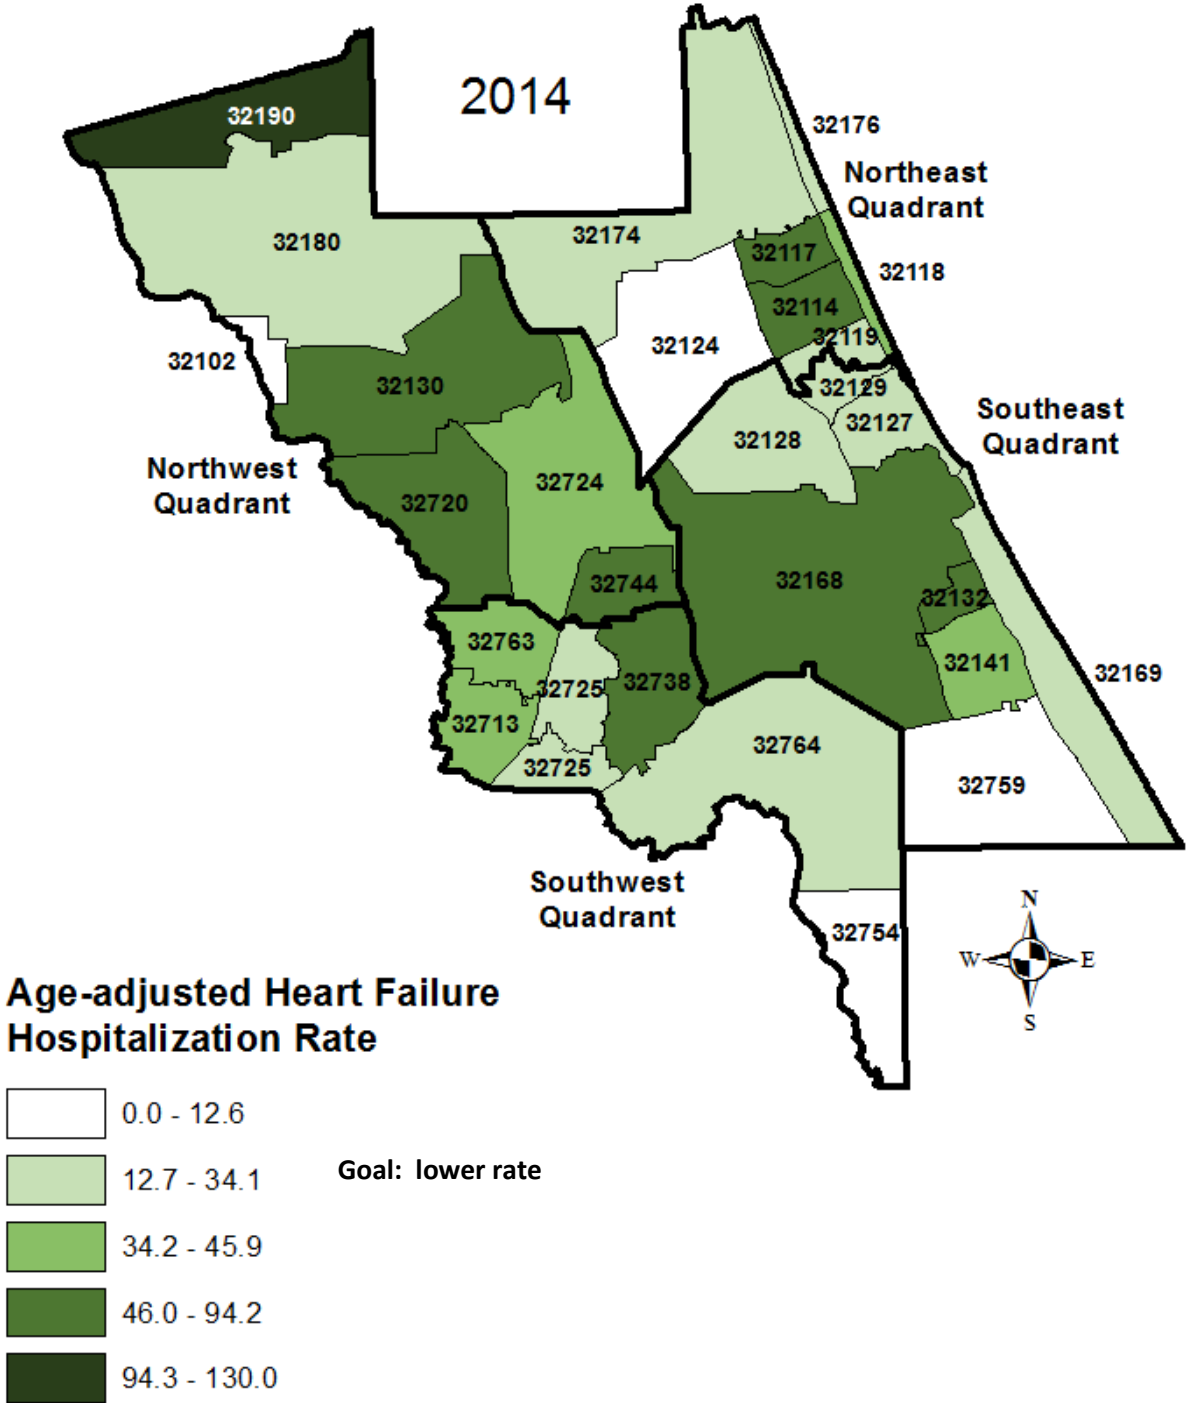 2014
32190
32176
Northeast
Quadrant
32180
32174
32117
32118
32114
32119
32124
32102
32130
32129
32127
Southeast
Quadrant
32128
Northwest
Quadrant
32724
32720
32744
32168
32132
32763
32141
32725
32738
32169
32713
32764
32725
32759
Southwest
Quadrant
32754
N
W
E
S
Age-adjusted Heart Failure
Hospitalization Rate
0.0 - 12.6
12.7 - 34.1
Goal: lower rate
34.2 - 45.9
46.0 - 94.2
94.3 - 130.0